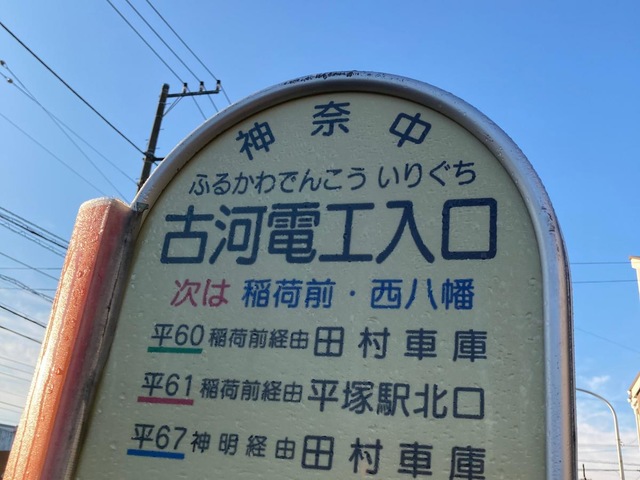 神奈中
ふるかわでんこういりぐち
古河電工入口
次は 稲荷前・西八幡
平60 稲荷前経由 田村車庫
平61 稲荷前経由 平塚駅北口
平67 神明経由 田村車庫